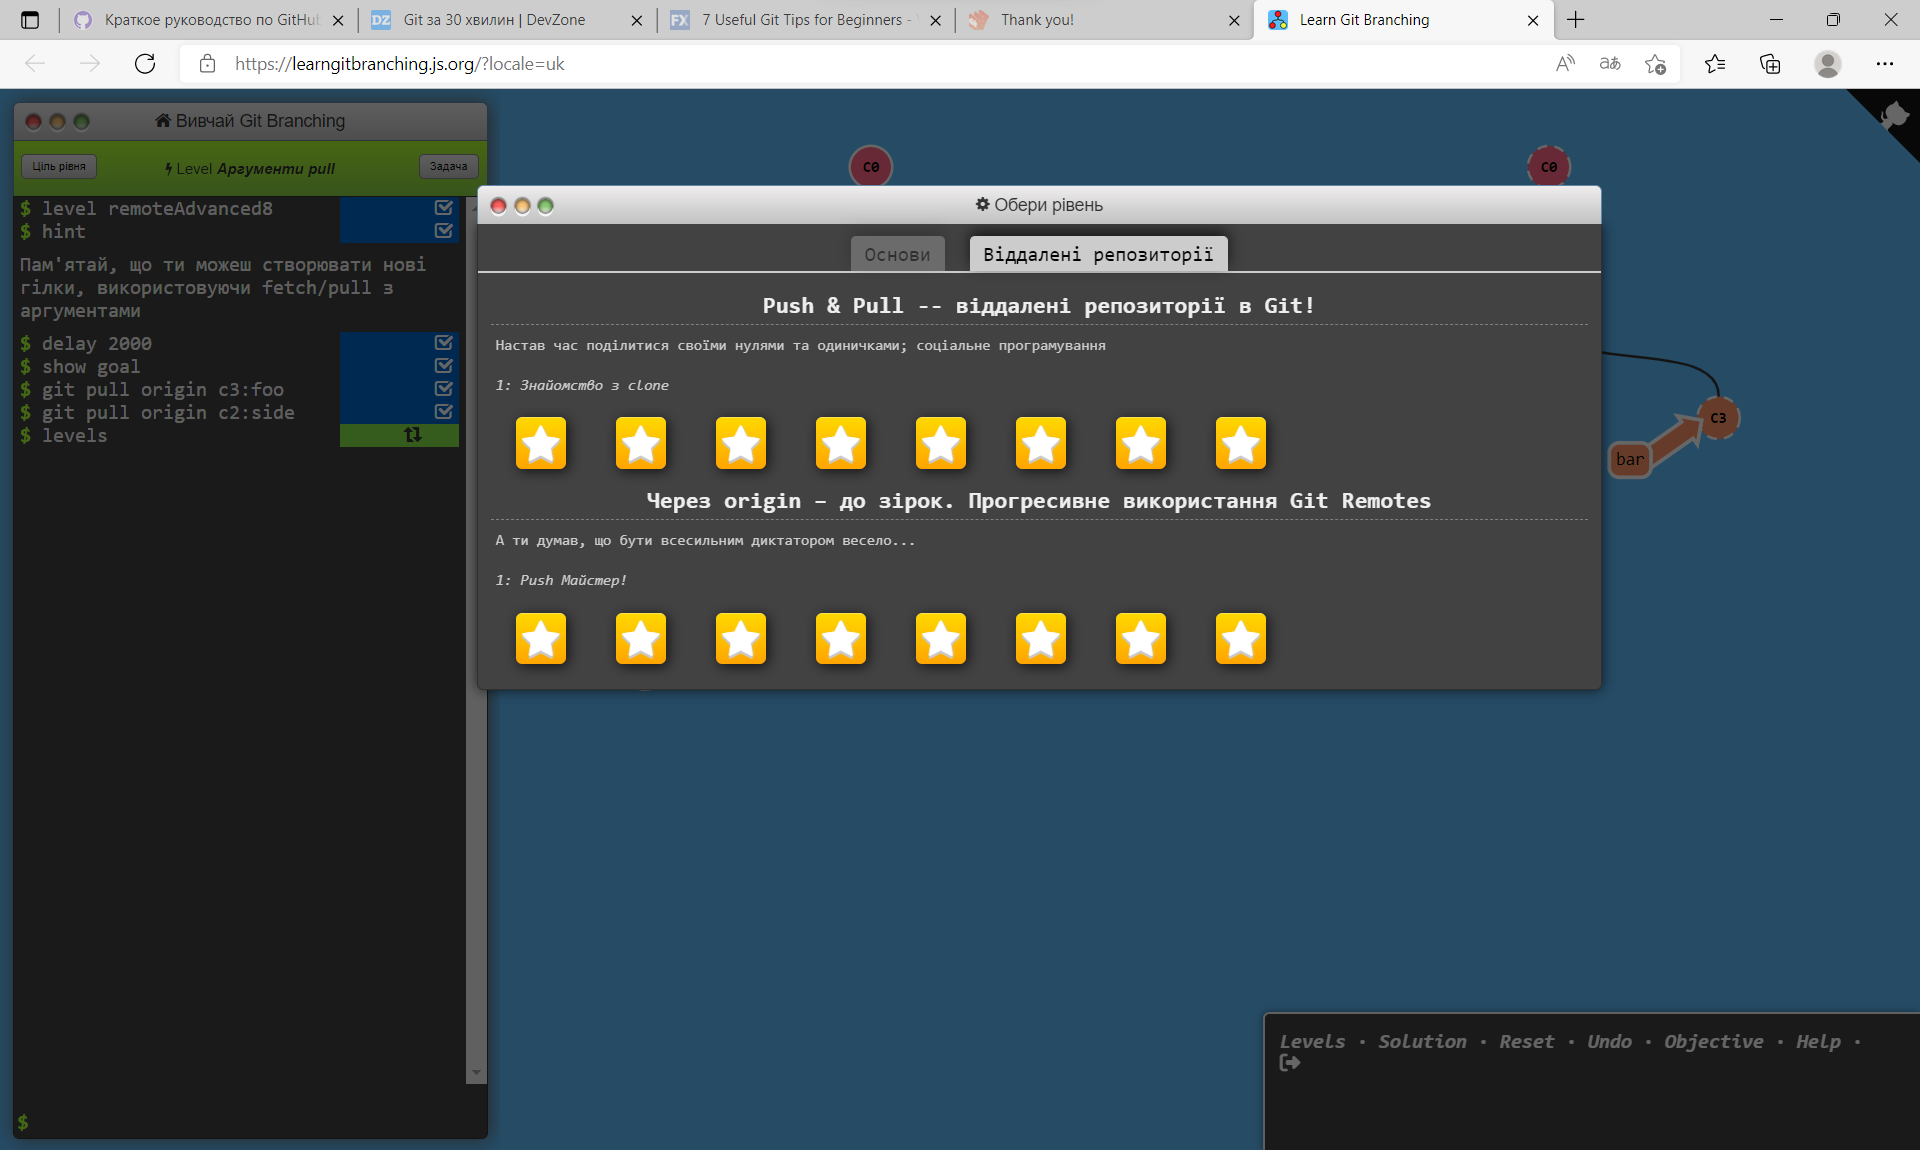 Краткое руководство по GitHu
Git за 30 хвилин | DevZone
7 Useful Git Tips for Beginners -
Thank you!
Learn Git Branching
https://learngitbranching.js.org/?locale=uk
Вивчай Git Branching
Ціль рівня
Level Аргументи pull
Задача
$ level remoteAdvanced8
$ hint
Пам'ятай, що ти можеш створювати нові
гілки, використовуючи fetch/pull з
аргументами
$ delay 2000
$ show goal
$ git pull origin c3:foo
$ git pull origin c2:side
$ levels
$
C0
C0
Обери рівень
Основи
Віддалені репозиторії
Push & Pull -- віддалені репозиторії в Git!
Настав час поділитися своїми нулями та одиничками; соціальне програмування
1: Знайомство з clone
Через origin – до зірок. Прогресивне використання Git Remotes
А ти думав, що бути всесильним диктатором весело...
1: Push Майстер!
C3
bar
Levels · Solution · Reset · Undo · Objective · Help ·